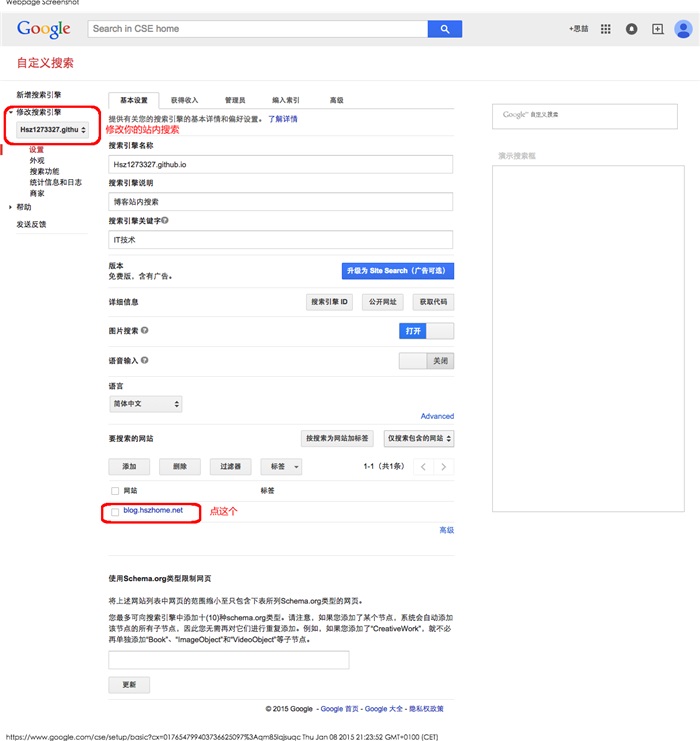 Webpage Screenshot
Google
Search in CSE home
+思喆
自定义搜索
新增搜索引擎
修改搜索引擎
Hsz1273327.githu
设置
外观
搜索功能
统计信息和日志
商家
帮助
发送反馈
基本设置 获得收入 管理员 编入索引 高级
提供有关您的搜索引擎的基本详情和偏好设置。 了解详情
修改你的站内搜索
搜索引擎名称
Hsz1273327.github.io
搜索引擎说明
博客站内搜索
搜索引擎关键字
IT技术
版本
免费版，含有广告。
升级为 Site Search（广告可选）
详细信息 搜索引擎 ID 公开网址 获取代码
图片搜索 打开
语音输入 关闭
语言
简体中文
Advanced
要搜索的网站 按搜索为网站加标签 仅搜索包含的网站
添加 删除 过滤器 标签 1-1（共1条）
网站 标签
blog.hszhome.net 点这个
高级
使用Schema.org类型限制网页
将上述网站列表中网页的范围缩小至只包含下表所列Schema.org类型的网页。
您最多可向搜索引擎中添加十(10)种schema.org类型。请注意，如果您添加了某个节点，系统会自动添加
该节点的所有子节点，因此您无需再对它们进行重复添加。例如，如果您添加了“CreativeWork”，就不必
再单独添加“Book”、“ImageObject”和“VideoObject”等子节点。
更新
© 2015 Google - Google 首页 - Google 大全 - 隐私权政策
Google™ 自定义搜索
演示搜索框
https://www.google.com/cse/setup/basic?cx=017654799403736625097%3Aqm85lqjsuqc Thu Jan 08 2015 21:23:52 GMT+0100 (CET)